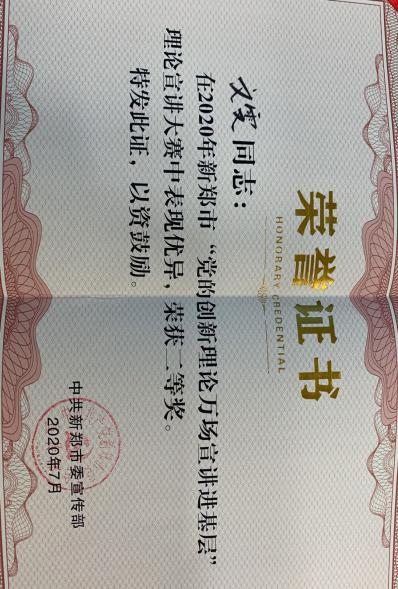 荣誉证书
HONORARY CREDENTIAL
文雯同志：
在2020年新郑市“党的创新理论万场宣讲进基层”
理论宣讲大赛中表现优异，荣获二等奖。
特发此证，以资鼓励。
中共新郑市委宣传部
2020年7月